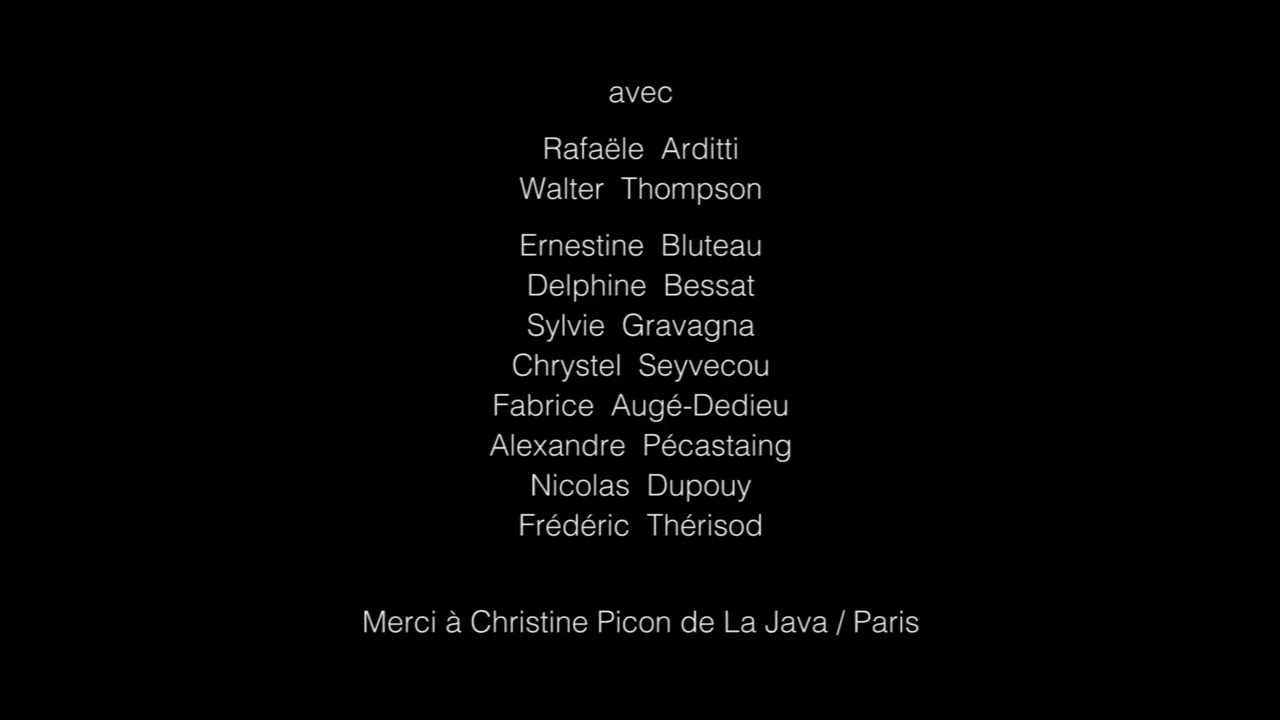 avec
Rafaële Arditti
Walter Thompson
Ernestine Bluteau
Delphine Bessat
Sylvie Gravagna
Chrystel Seyvecou
Fabrice Augé-Dedieu
Alexandre Pécastaing
Nicolas Dupouy
Frédéric Thérisod
Merci à Christine Picon de La Java / Paris